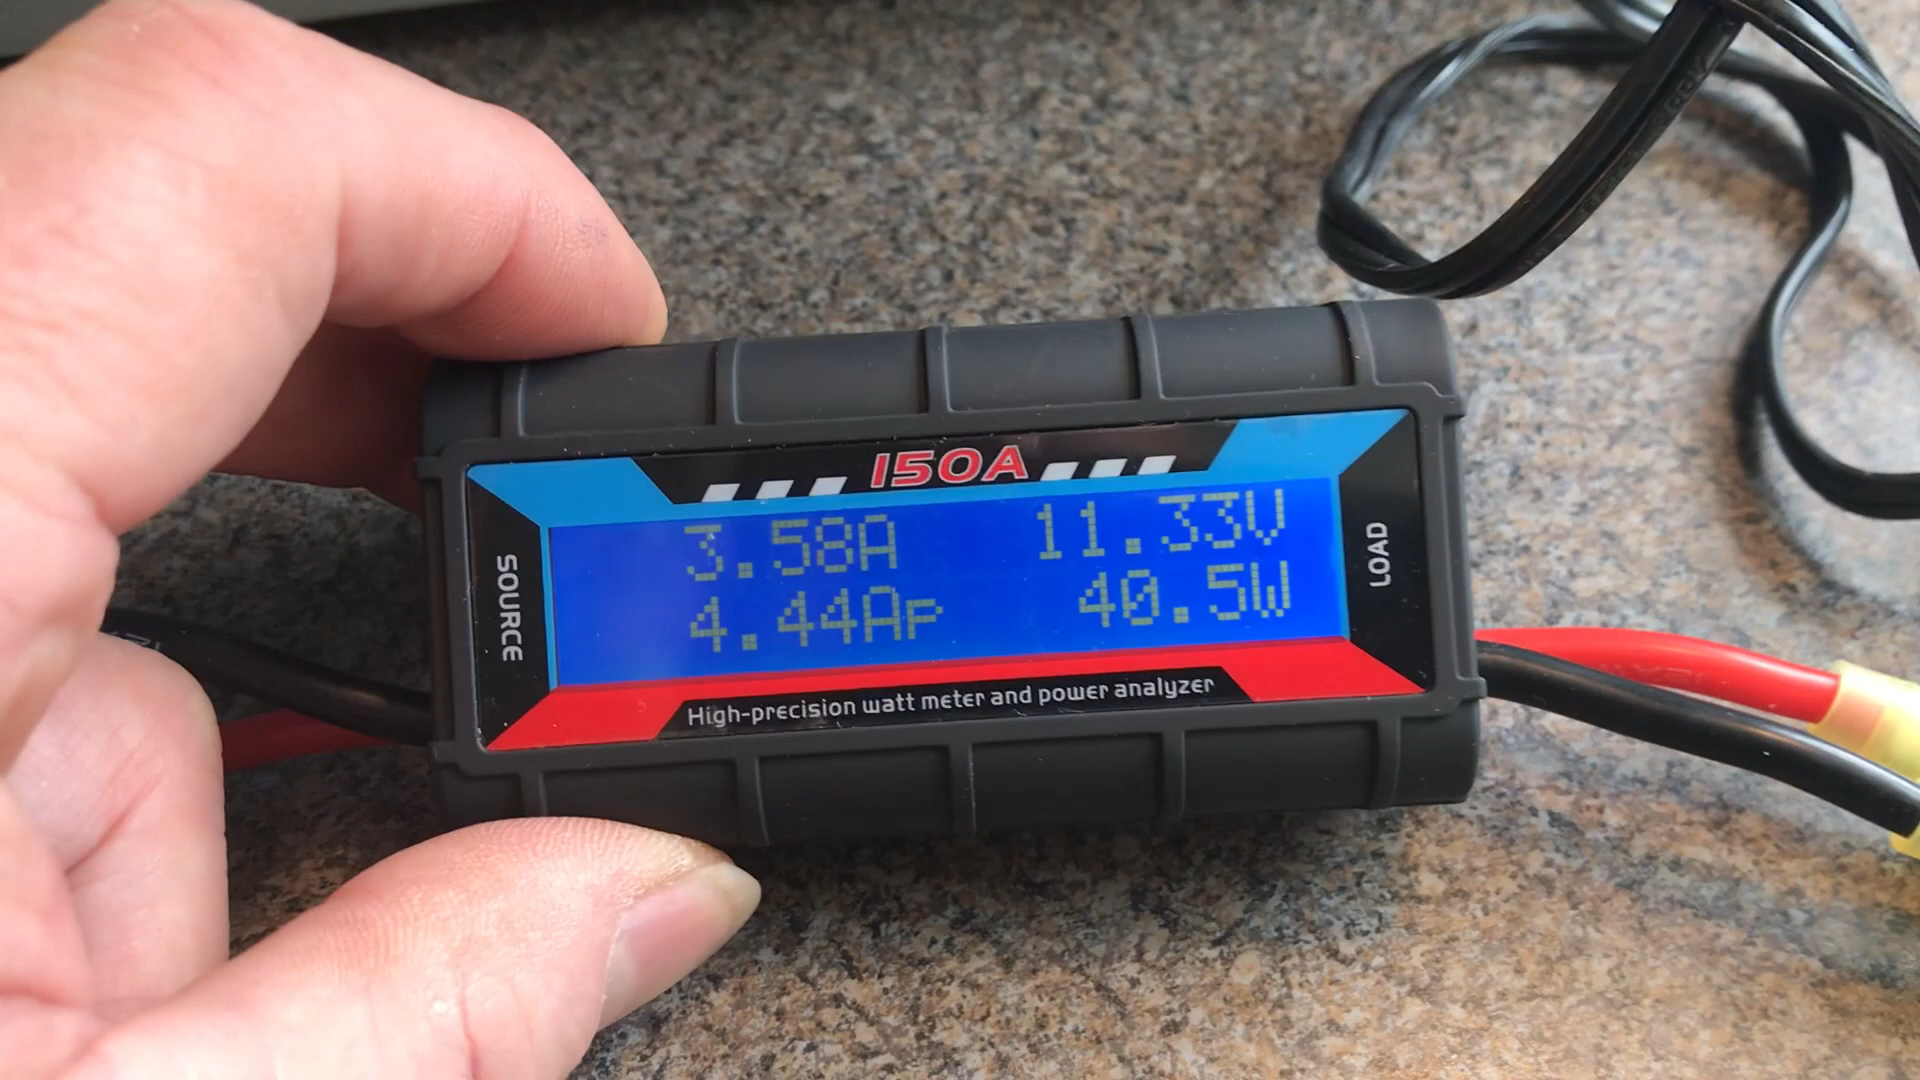 150A
3.58A 11.33V
4.44Ap 40.5W
SOURCE
LOAD
High-precision watt meter and power analyzer